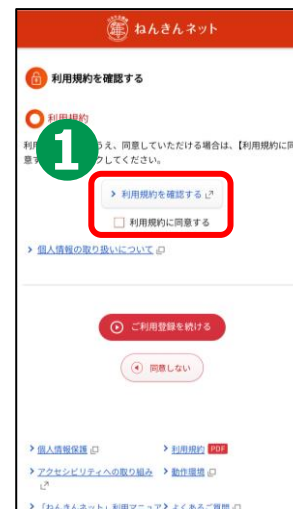 ねんきんネット
利用規約を確認する
利用規約
1
利用 うえ、同意していただける場合は、【利用規約に同
意す クしてください。
利用規約を確認する
利用規約に同意する
個人情報の取り扱いについて
ご利用登録を続ける
同意しない
個人情報保護 利用規約 PDF
アクセシビリティへの取り組み 動作環境
「ねんきんネット」利用マニュア よくあるご質問